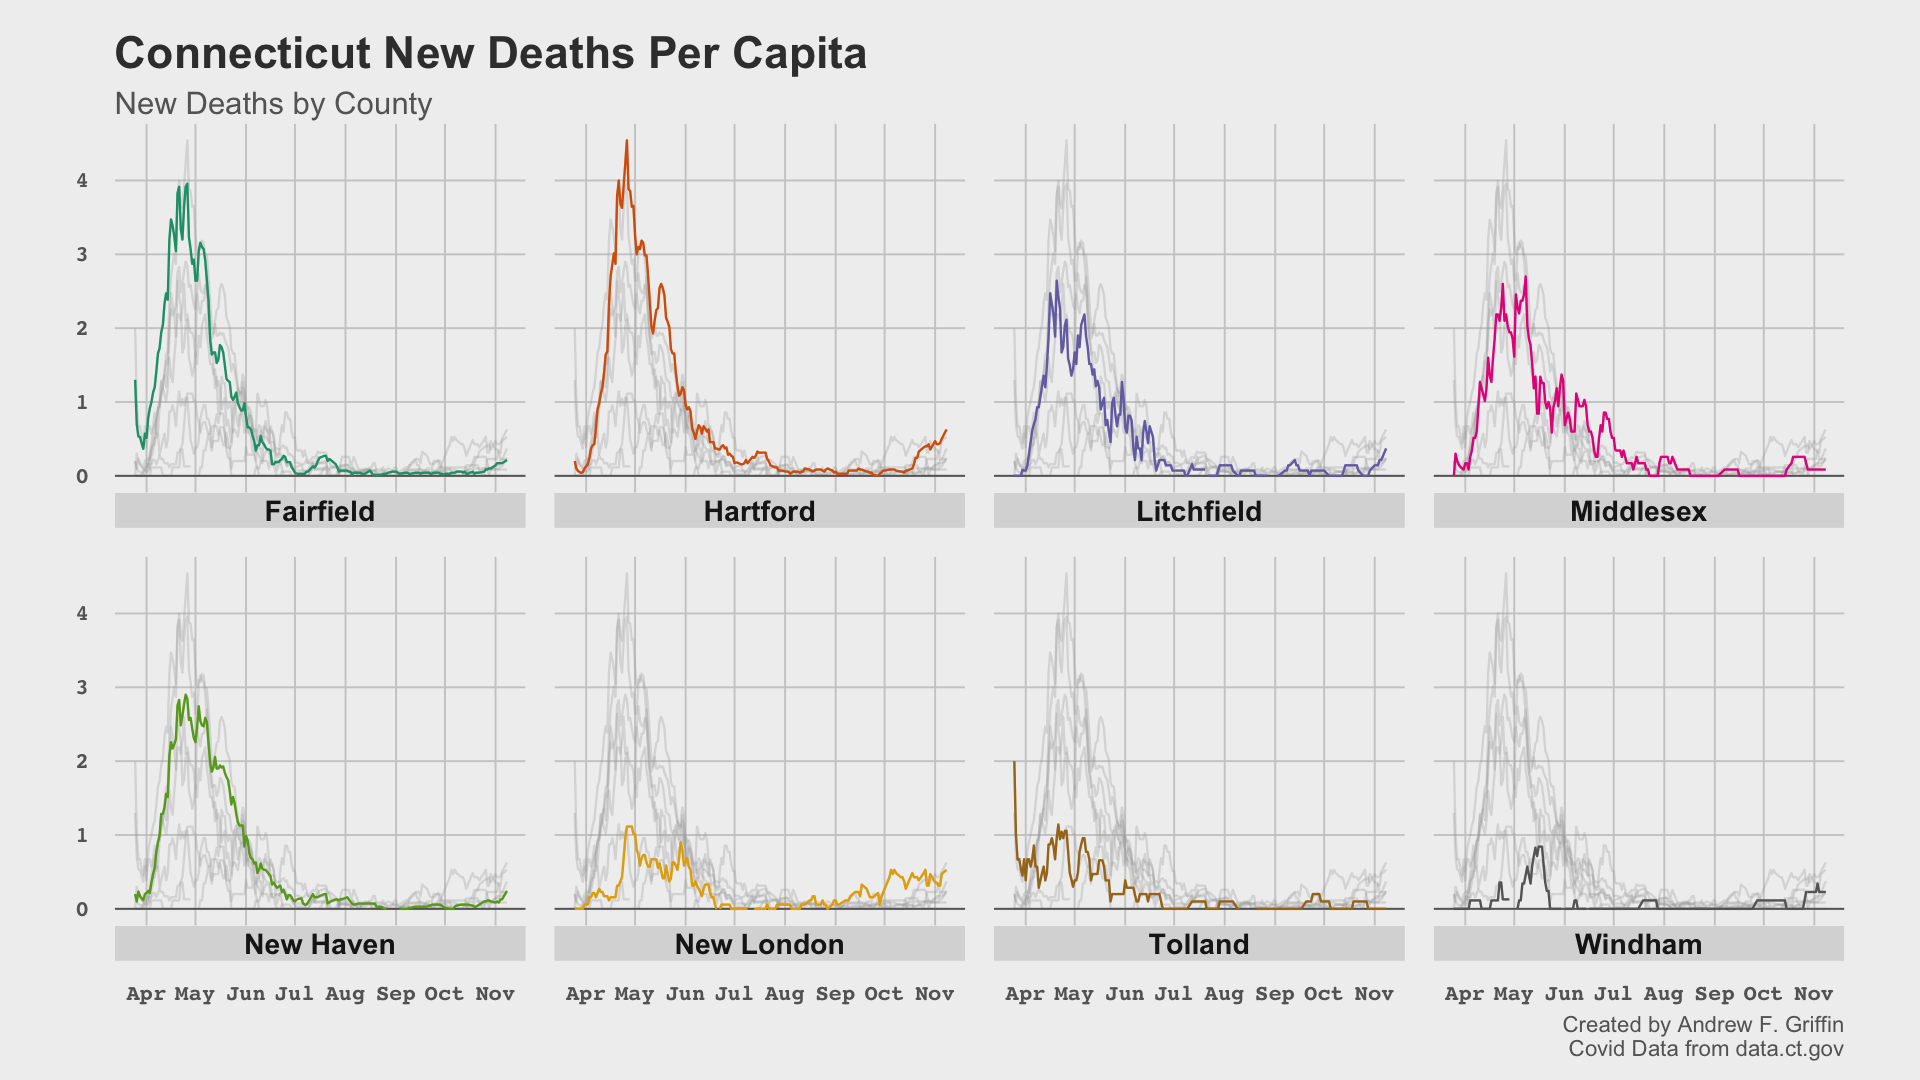 Connecticut New Deaths Per Capita
New Deaths by County
4
3
2
1
0
Fairfield Hartford Litchfield Middlesex
4
3
2
1
0
New Haven New London Tolland Windham
Apr May Jun Jul Aug Sep Oct Nov Apr May Jun Jul Aug Sep Oct Nov Apr May Jun Jul Aug Sep Oct Nov Apr May Jun Jul Aug Sep Oct Nov
Created by Andrew F. Griffin
Covid Data from data.ct.gov